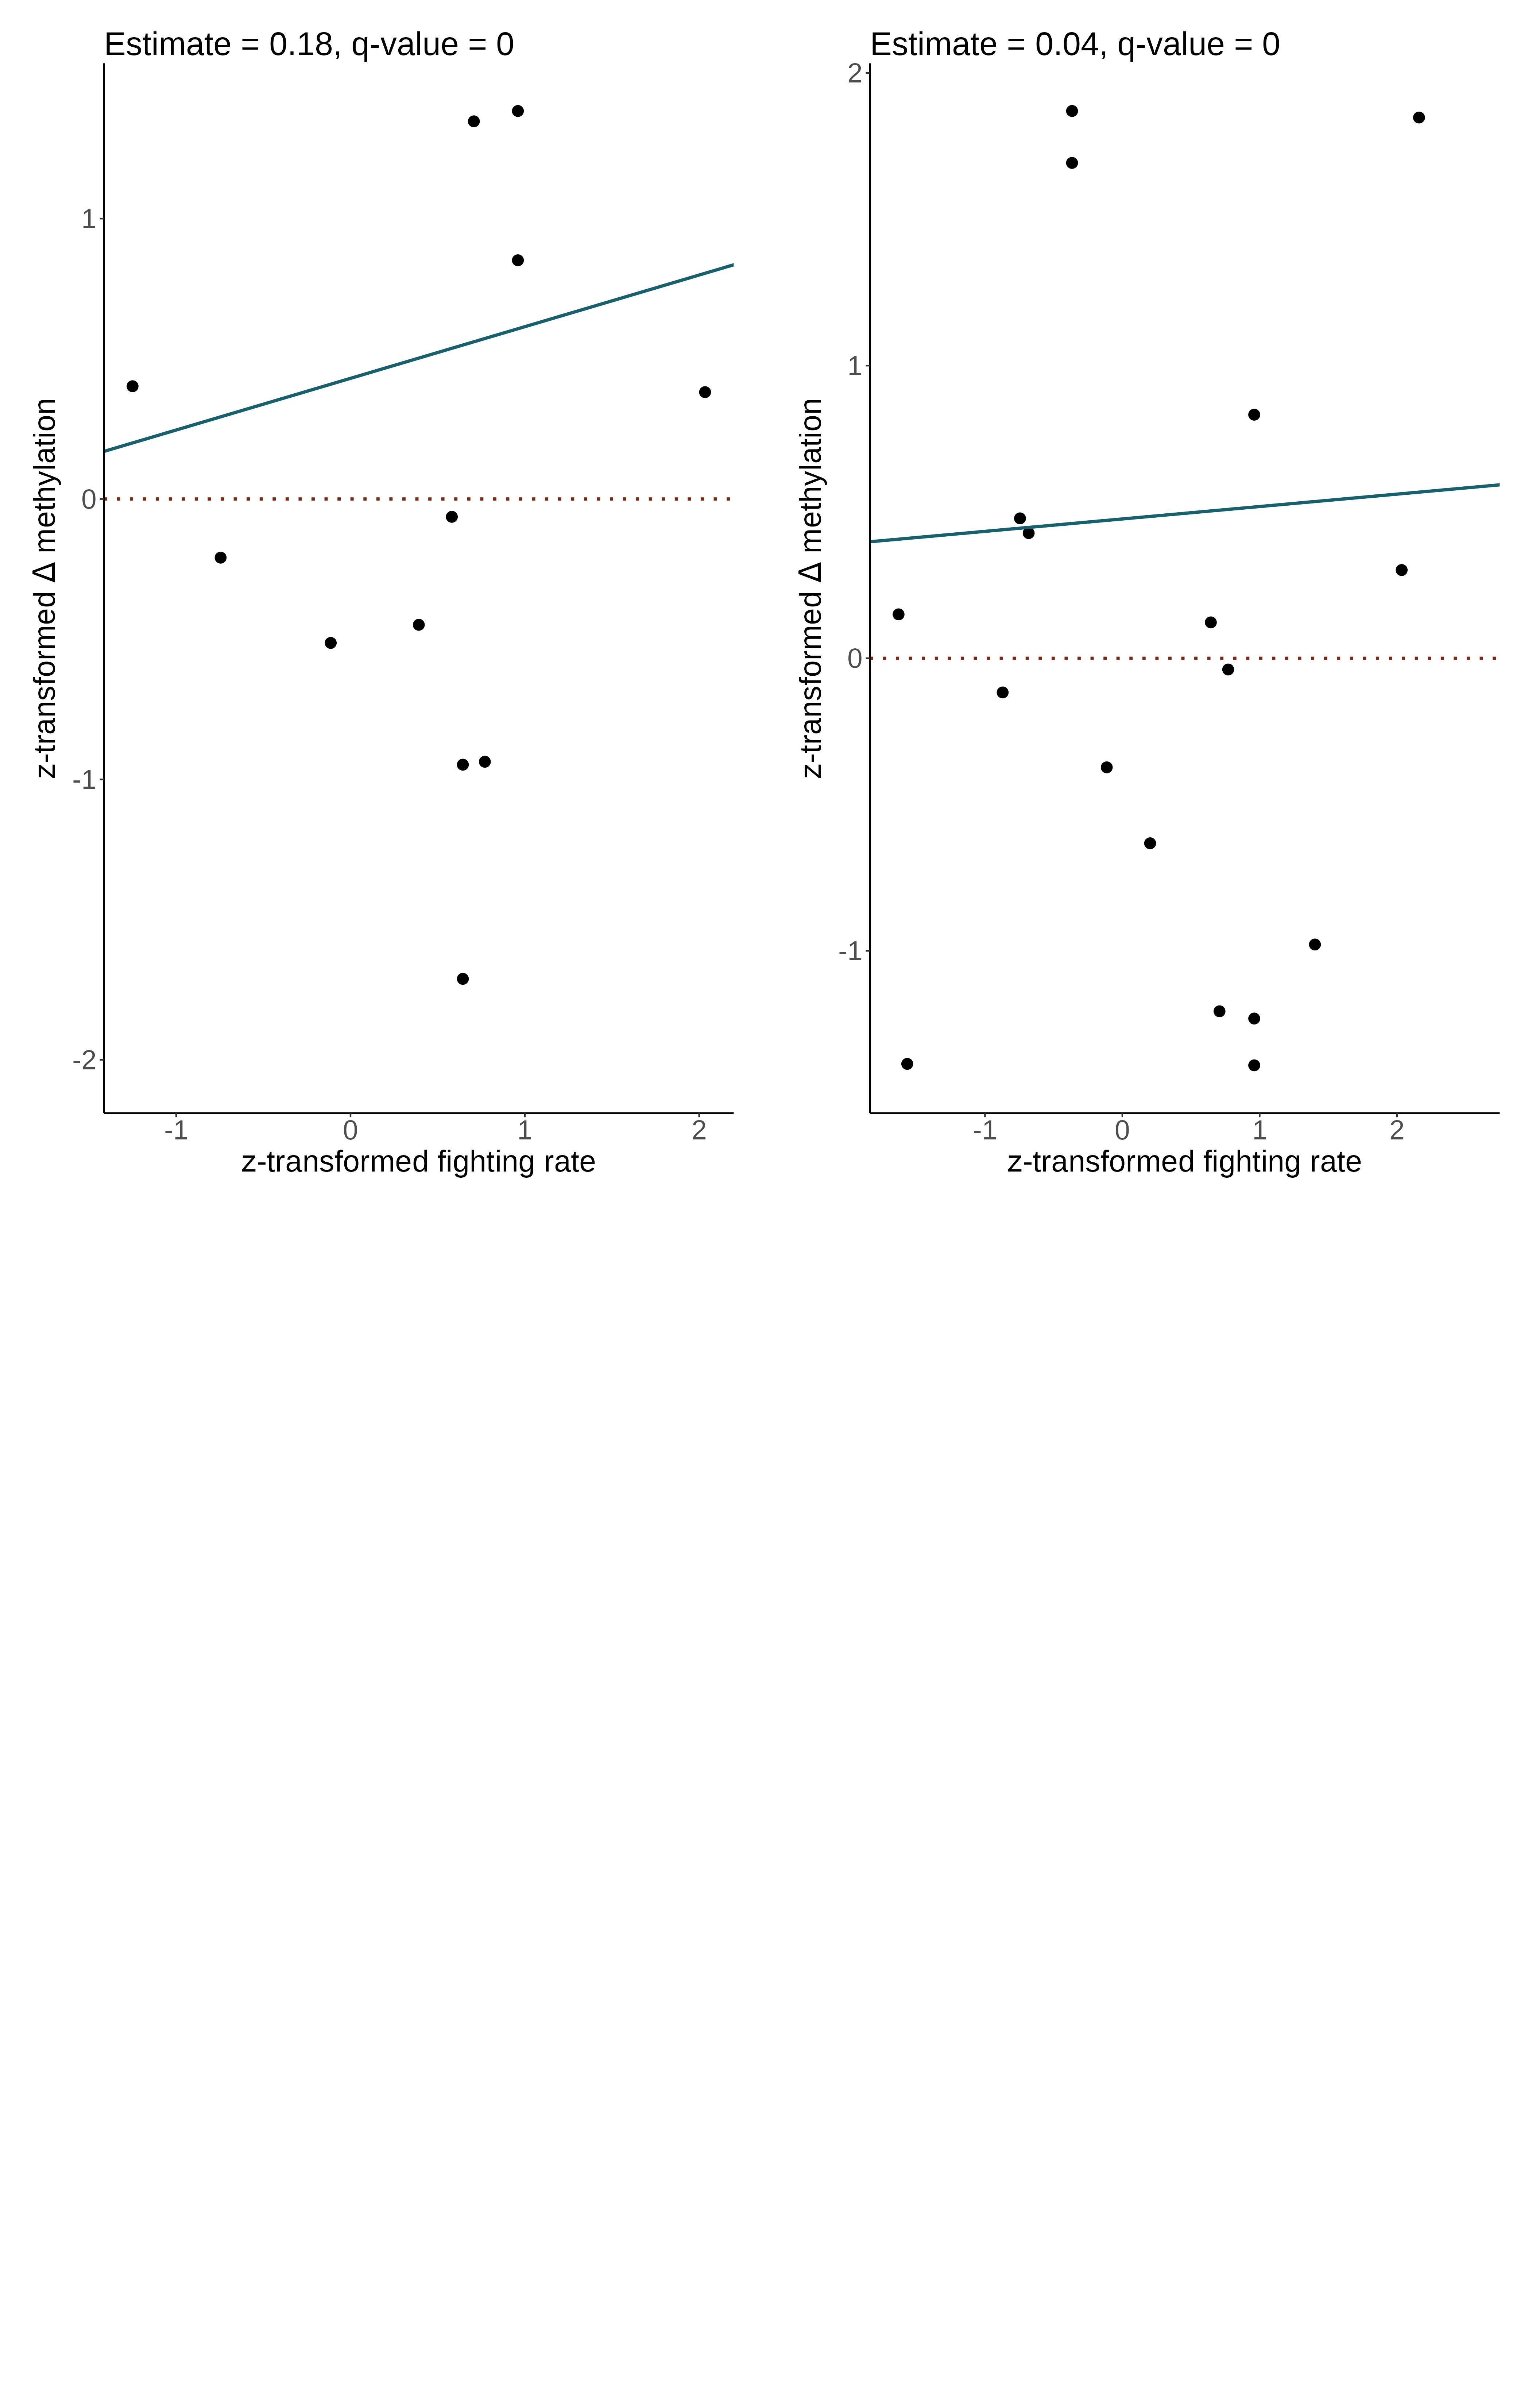 Estimate = 0.18, q-value = 0
1
0
-1
-2
z-transformed Δ methylation
-1 0 1 2
z-transformed fighting rate
Estimate = 0.04, q-value = 0
2
1
0
-1
z-transformed Δ methylation
-1 0 1 2
z-transformed fighting rate